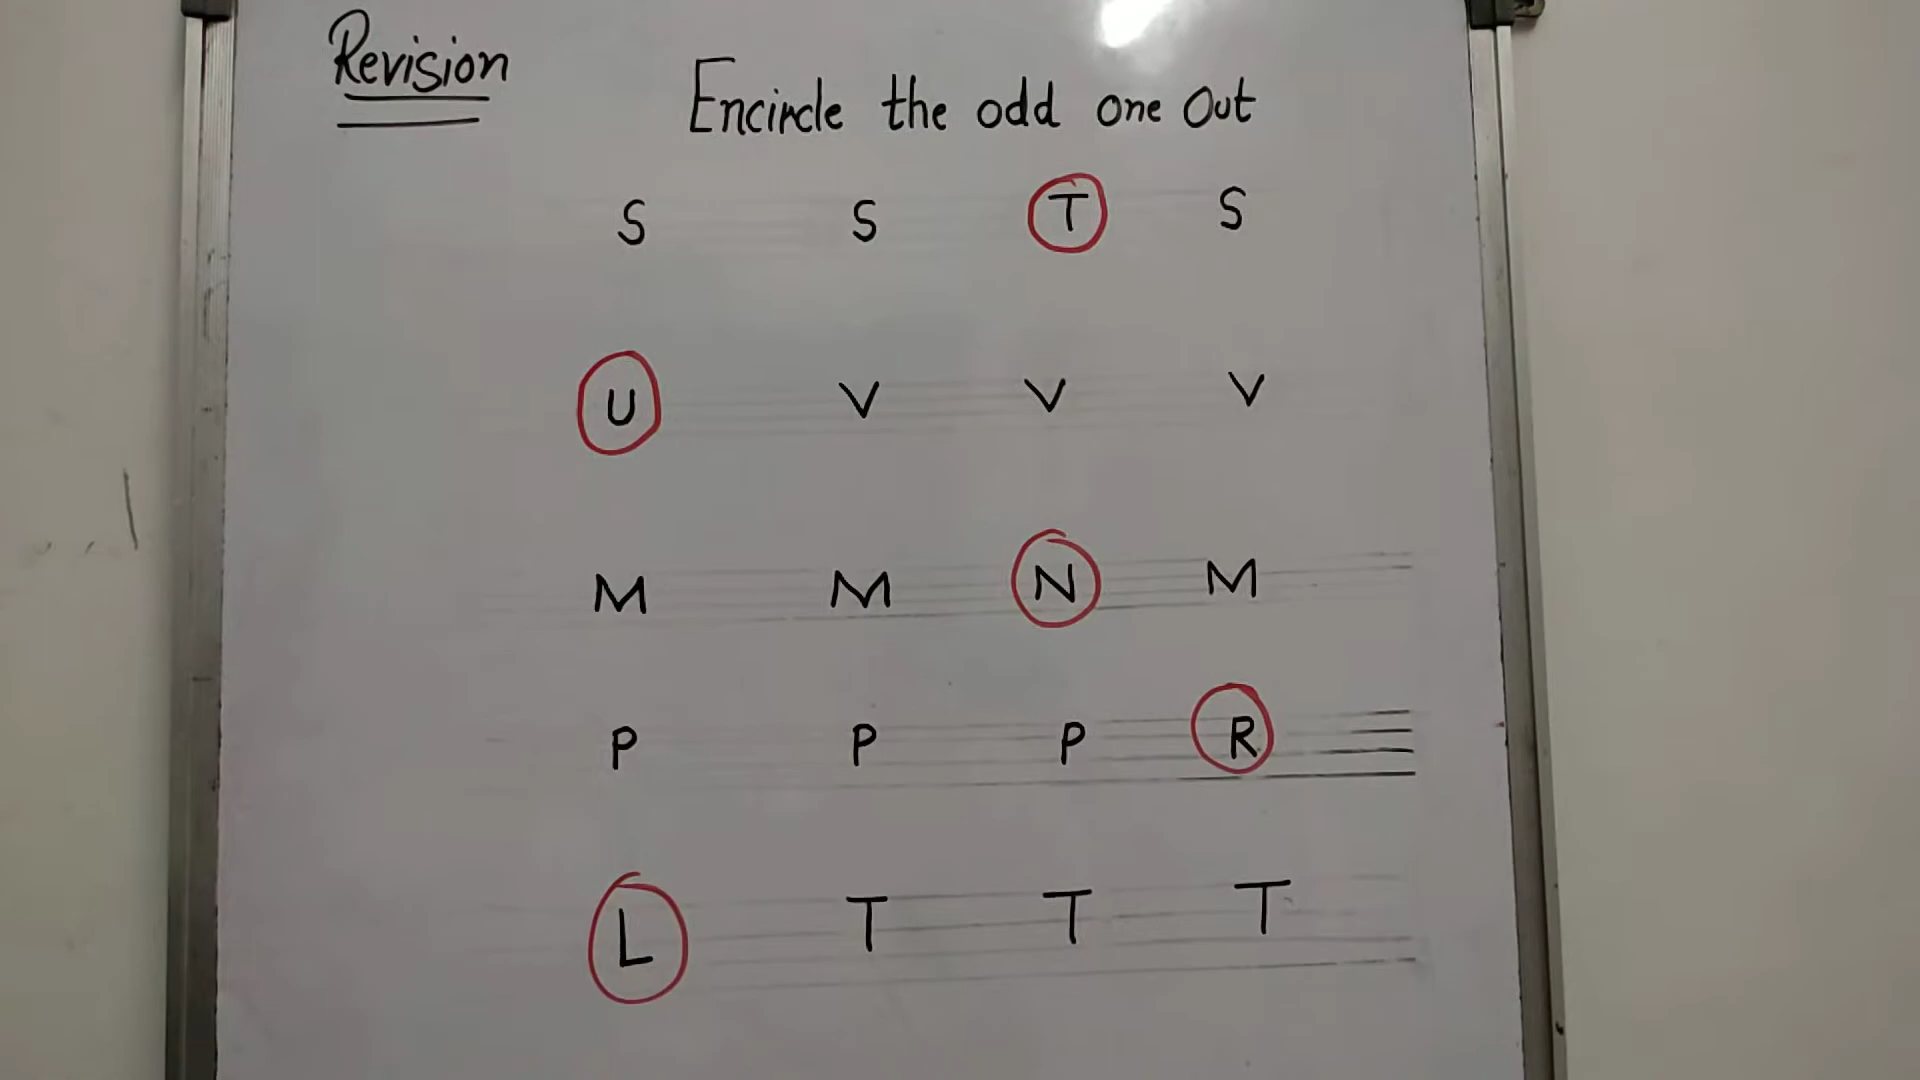 Revision
Encircle the odd one Out
S S T S
U V V V
M M N M
P P P R
L T T T